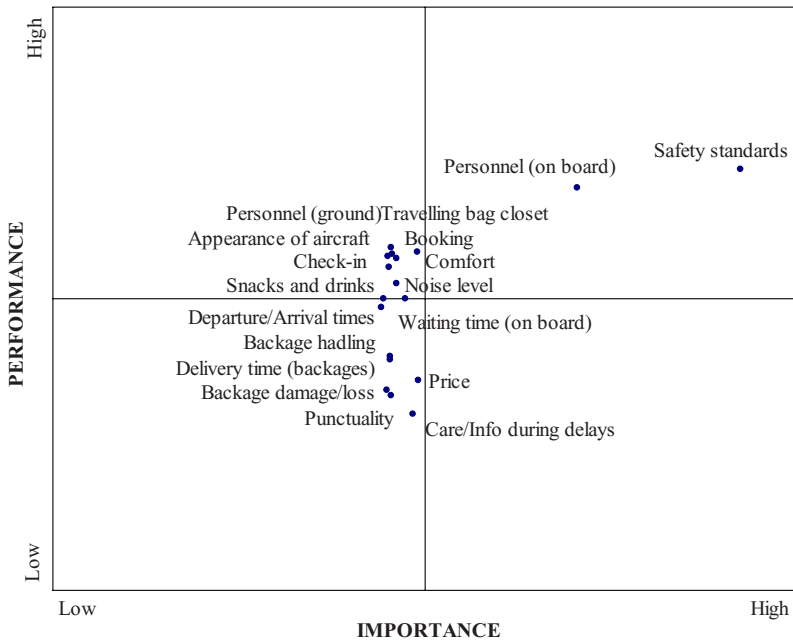 High
Safety standards
Personnel (on board)
Personnel (ground)Travelling bag closet
Appearance of aircraft Booking
Check-in Comfort
Snacks and drinks Noise level
Departure/Arrival times Waiting time (on board)
Backage hadling
Delivery time (backages) Price
Backage damage/loss
Punctuality Care/Info during delays
PERFORMANCE
Low
Low High
IMPORTANCE